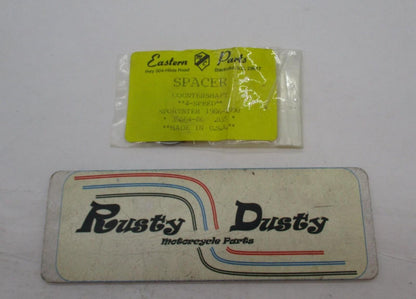 Eastern Parts
SPACER
COUNTERSHAFT
**4-SPEED**
SPORTSTER
**MADE IN USA**
Rusty Dusty
Motorcycle Parts